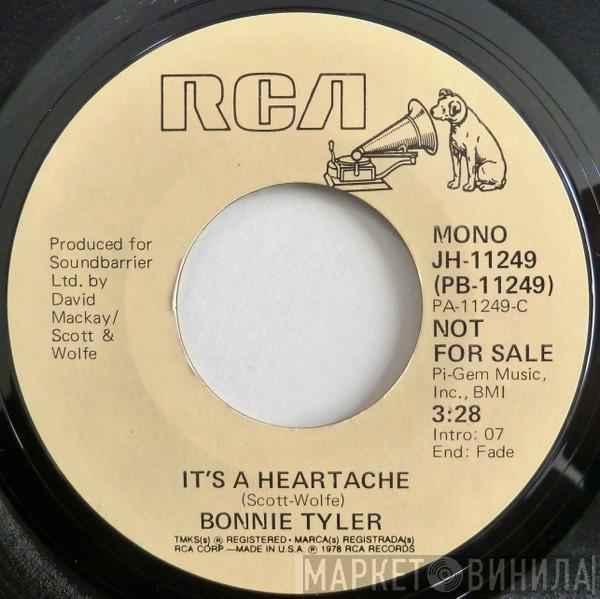 RCA
Produced for
Soundbarrier
Ltd. by
David
Mackay/
Scott &
Wolfe
MONO
JH-11249
(PB-11249)
PA-11249-C
NOT
FOR SALE
Pi-Gem Music,
Inc., BMI
3:28
Intro: 07
End: Fade
IT'S A HEARTACHE
(Scott-Wolfe)
BONNIE TYLER
TMKS(s) ® REGISTERED • MARCA(s) REGISTRADA(s)
RCA CORP.—MADE IN U.S.A. ℗ 1978 RCA RECORDS
МАРКЕТ ВИНИЛА